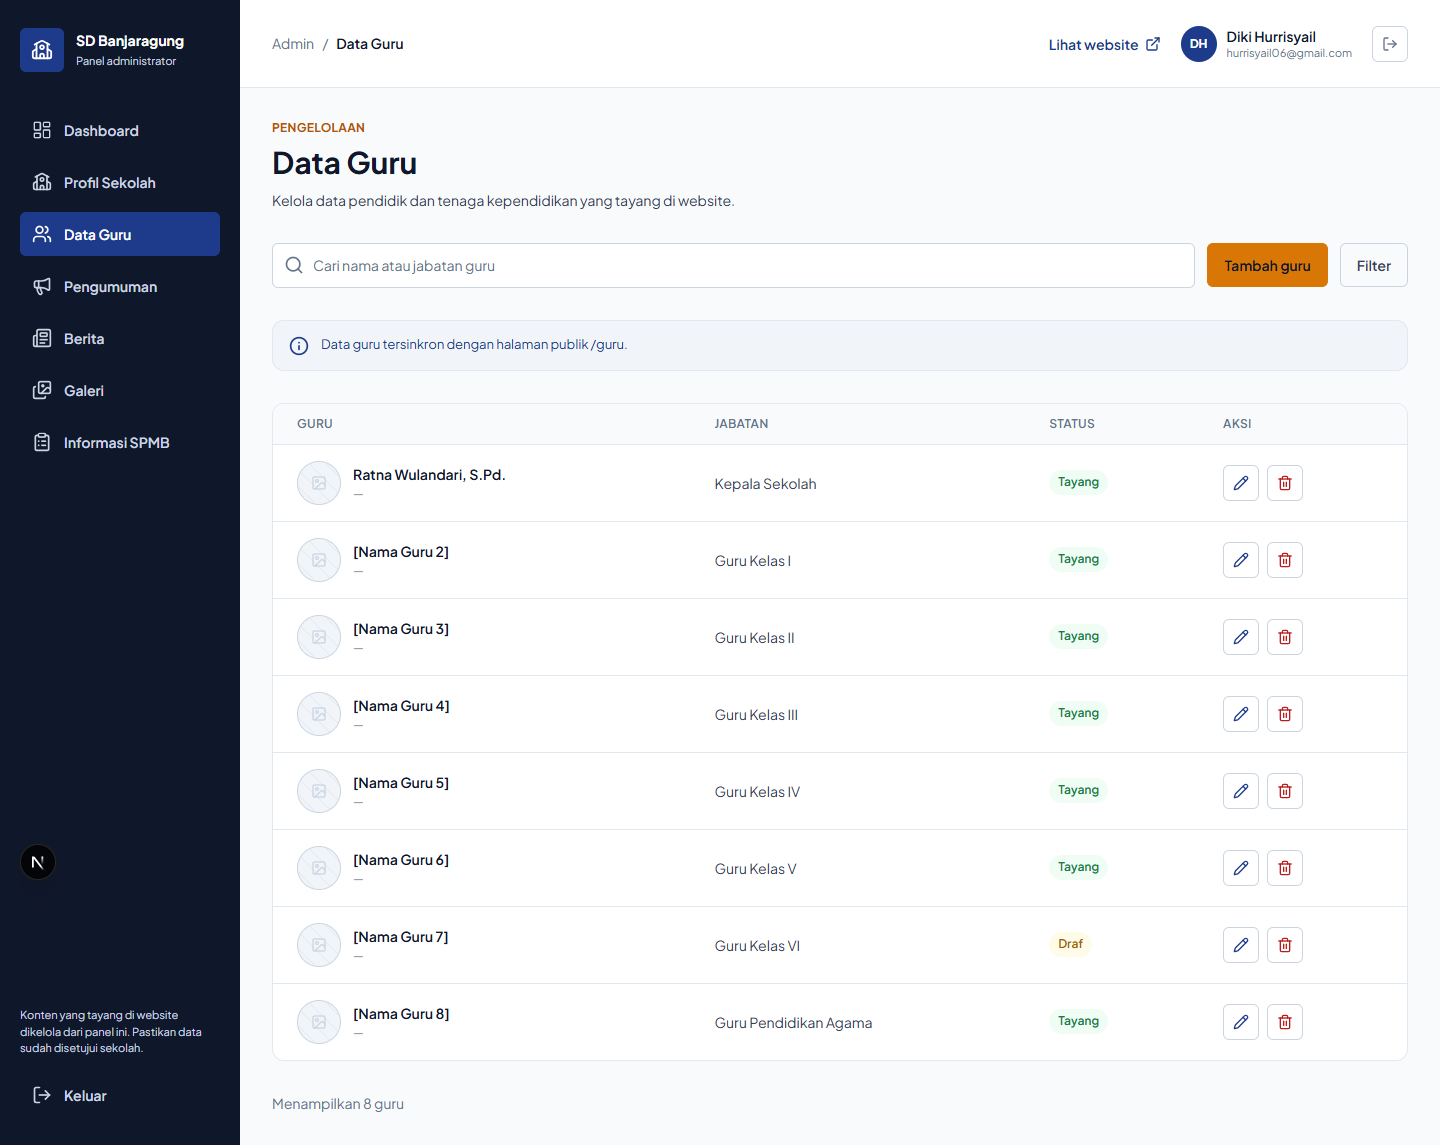 SD Banjaragung
Panel administrator
Dashboard
Profil Sekolah
Data Guru
Pengumuman
Berita
Galeri
Informasi SPMB
N
Konten yang tayang di website
dikelola dari panel ini. Pastikan data
sudah disetujui sekolah.
Keluar
Admin / Data Guru
Lihat website
DH
Diki Hurrisyail
hurrisyail06@gmail.com
PENGELOLAAN
Data Guru
Kelola data pendidik dan tenaga kependidikan yang tayang di website.
Cari nama atau jabatan guru
Tambah guru
Filter
Data guru tersinkron dengan halaman publik /guru.
GURU JABATAN STATUS AKSI
Ratna Wulandari, S.Pd.
—
Kepala Sekolah
Tayang
[Nama Guru 2]
—
Guru Kelas I
Tayang
[Nama Guru 3]
—
Guru Kelas II
Tayang
[Nama Guru 4]
—
Guru Kelas III
Tayang
[Nama Guru 5]
—
Guru Kelas IV
Tayang
[Nama Guru 6]
—
Guru Kelas V
Tayang
[Nama Guru 7]
—
Guru Kelas VI
Draf
[Nama Guru 8]
—
Guru Pendidikan Agama
Tayang
Menampilkan 8 guru